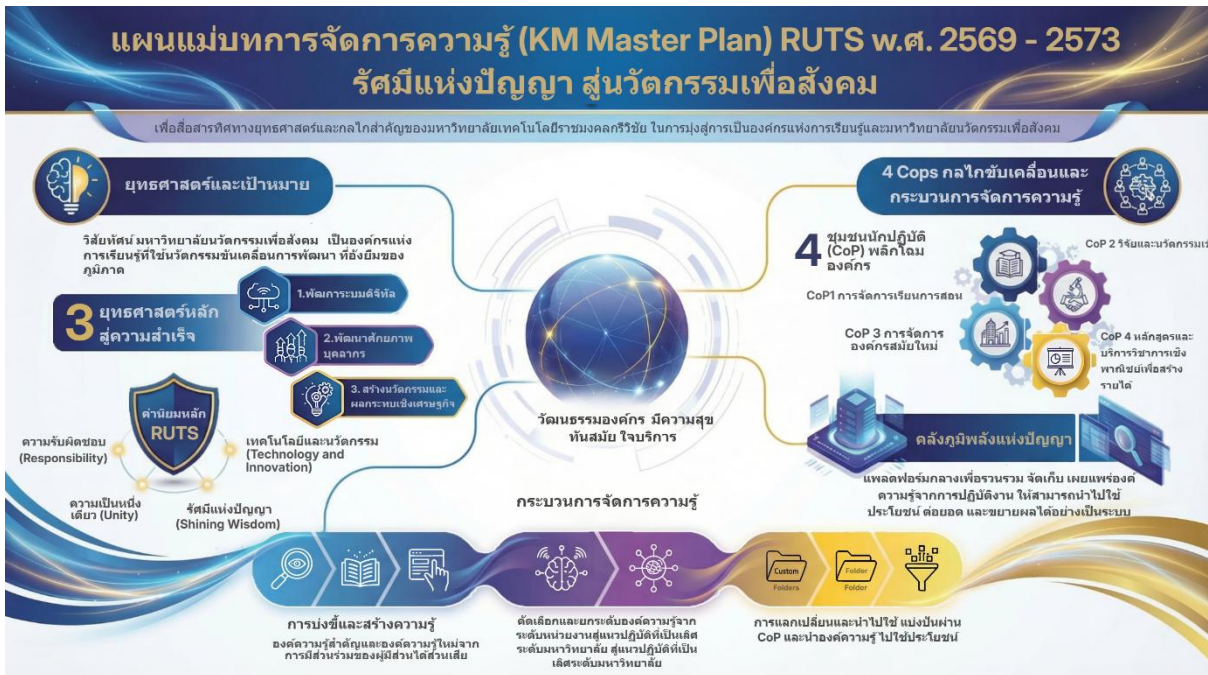 แผนแม่บทการจัดการความรู้ (KM Master Plan) RUTS พ.ศ. 2569 - 2573
รัศมีแห่งปัญญา สู่นวัตกรรมเพื่อสังคม
เพื่อสื่อสารทิศทางยุทธศาสตร์และกลไกสำคัญของมหาวิทยาลัยเทคโนโลยีราชมงคลศรีวิชัย ในการมุ่งสู่การเป็นองค์กรแห่งการเรียนรู้และมหาวิทยาลัยนวัตกรรมเพื่อสังคม
ยุทธศาสตร์และเป้าหมาย
วิสัยทัศน์ มหาวิทยาลัยนวัตกรรมเพื่อสังคม เป็นองค์กรแห่ง
การเรียนรู้ที่ใช้นวัตกรรมขับเคลื่อนการพัฒนา ที่ยั่งยืนของ
ภูมิภาค
3 ยุทธศาสตร์หลัก
สู่ความสำเร็จ
1.พัฒนาระบบดิจิทัล
2.พัฒนาศักยภาพ
บุคลากร
3. สร้างนวัตกรรมและ
ผลกระทบเชิงเศรษฐกิจ
ค่านิยมหลัก
RUTS
ความรับผิดชอบ
(Responsibility)
เทคโนโลยีและนวัตกรรม
(Technology and
Innovation)
ความเป็นหนึ่ง
เดียว (Unity)
รัศมีแห่งปัญญา
(Shining Wisdom)
วัฒนธรรมองค์กร มีความสุข
ทันสมัย ใจบริการ
4 Cops กลไกขับเคลื่อนและ
กระบวนการจัดการความรู้
4 ชุมชนนักปฏิบัติ
(CoP) พลิกโฉม
องค์กร
CoP1 การจัดการเรียนการสอน
CoP 2 วิจัยและนวัตกรรม
CoP 3 การจัดการ
องค์กรสมัยใหม่
CoP 4 หลักสูตรและ
บริการวิชาการเชิง
พาณิชย์เพื่อสร้าง
รายได้
คลังภูมิพลังแห่งปัญญา
แพลตฟอร์มกลางเพื่อรวบรวม จัดเก็บ เผยแพร่องค์
ความรู้จากการปฏิบัติงาน ให้สามารถนำไปใช้
ประโยชน์ ต่อยอด และขยายผลได้อย่างเป็นระบบ
กระบวนการจัดการความรู้
Custom
Folders
Folder
Folder
การบ่งชี้และสร้างความรู้
องค์ความรู้สำคัญและองค์ความรู้ใหม่จาก
การมีส่วนร่วมของผู้มีส่วนได้ส่วนเสีย
คัดเลือกและยกระดับองค์ความรู้จาก
ระดับหน่วยงานสู่แนวปฏิบัติที่เป็นเลิศ
ระดับมหาวิทยาลัย สู่แนวปฏิบัติที่เป็น
เลิศระดับมหาวิทยาลัย
การแลกเปลี่ยนและนำไปใช้ แบ่งปันผ่าน
CoP และนำองค์ความรู้ ไปใช้ประโยชน์